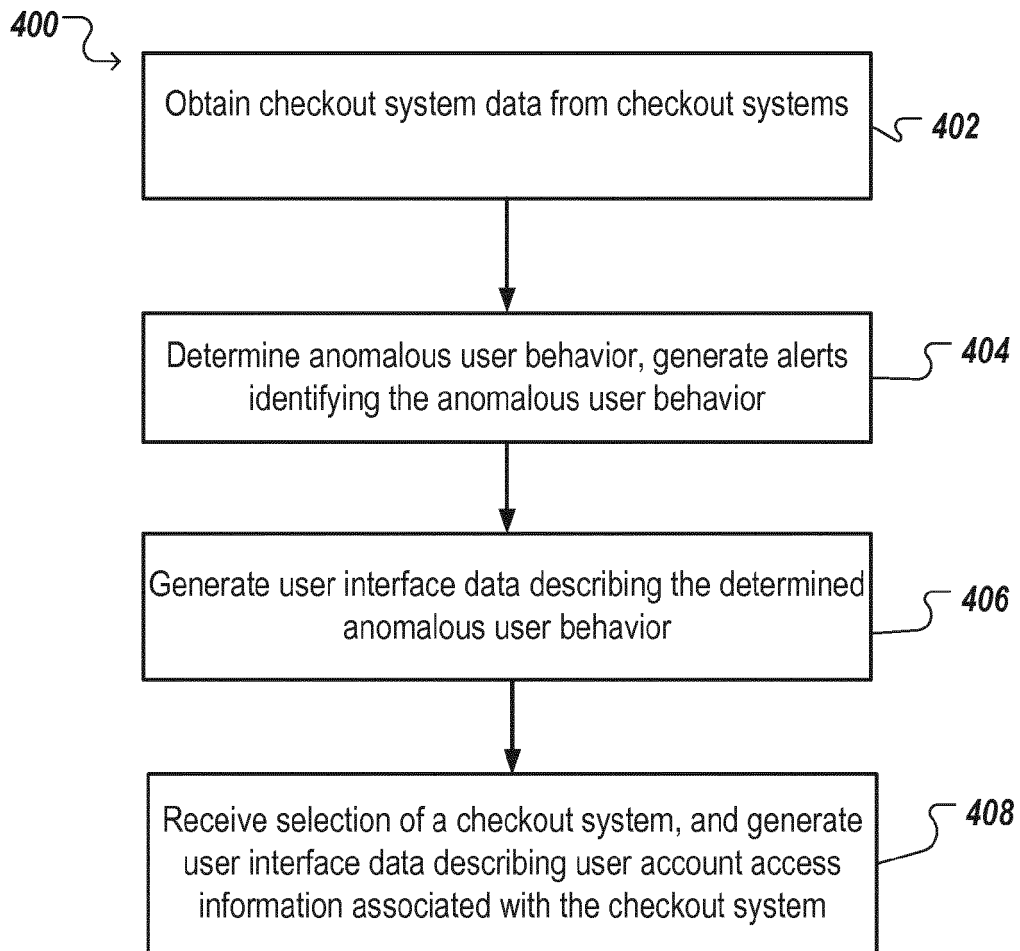 400
Obtain checkout system data from checkout systems
402
Determine anomalous user behavior, generate alerts
identifying the anomalous user behavior
404
Generate user interface data describing the determined
anomalous user behavior
406
Receive selection of a checkout system, and generate
user interface data describing user account access
information associated with the checkout system
408